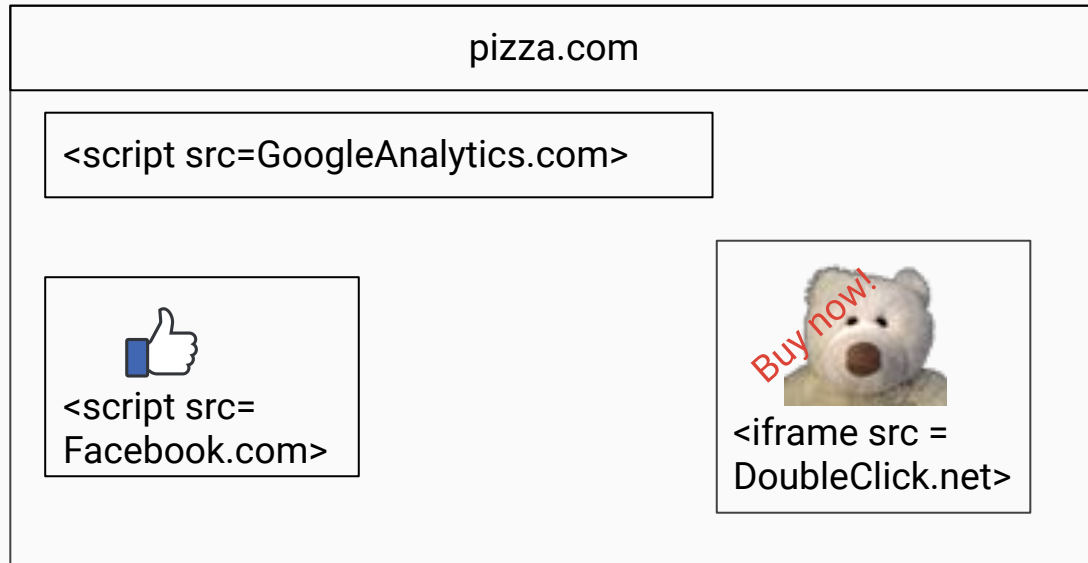 pizza.com
<script src=GoogleAnalytics.com>
<script src=
Facebook.com>
Buy now!
<iframe src =
DoubleClick.net>